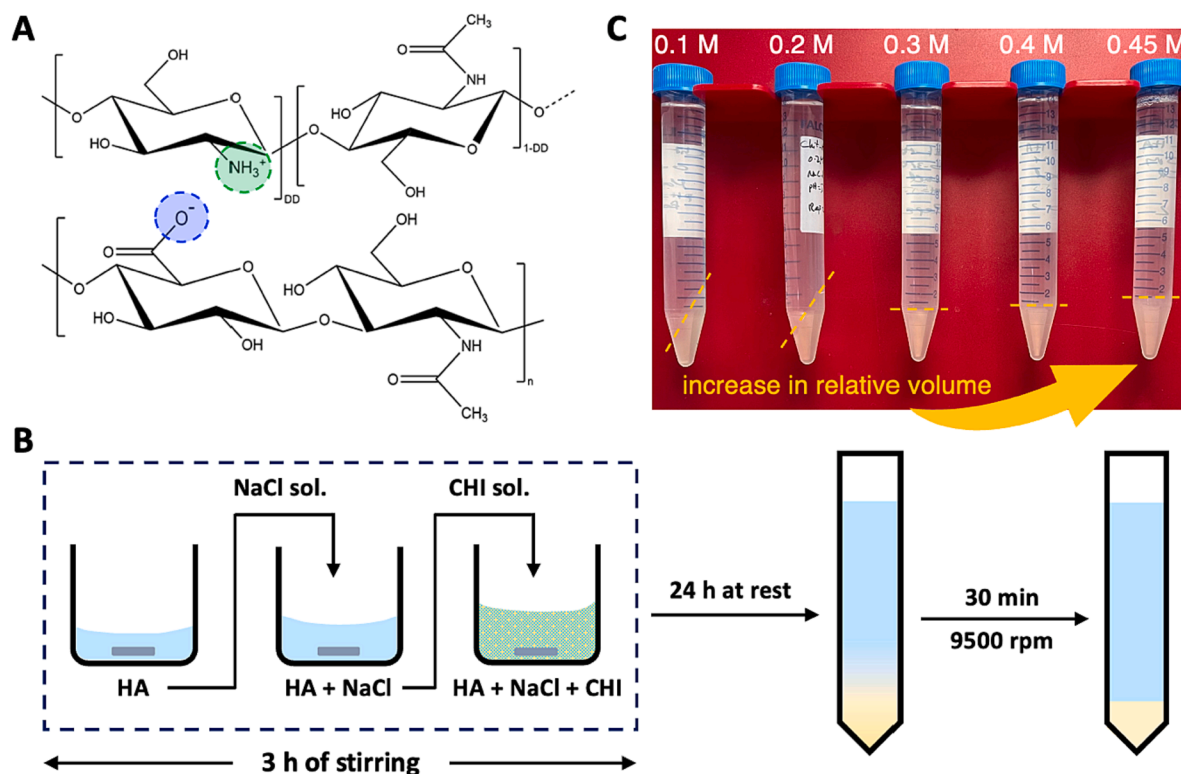 A
CH₃
O
NH
OH
O
HO
O
O
HO
NH₃⁺
DD
O
O
1-DD
OH
O⁻
O
OH
O
HO
O
HO
OH
O
O
NH
O
n
CH₃
C
0.1 M
0.2 M
0.3 M
0.4 M
0.45 M
increase in relative volume
B
NaCl sol.
CHI sol.
HA
HA + NaCl
HA + NaCl + CHI
3 h of stirring
24 h at rest
30 min
9500 rpm